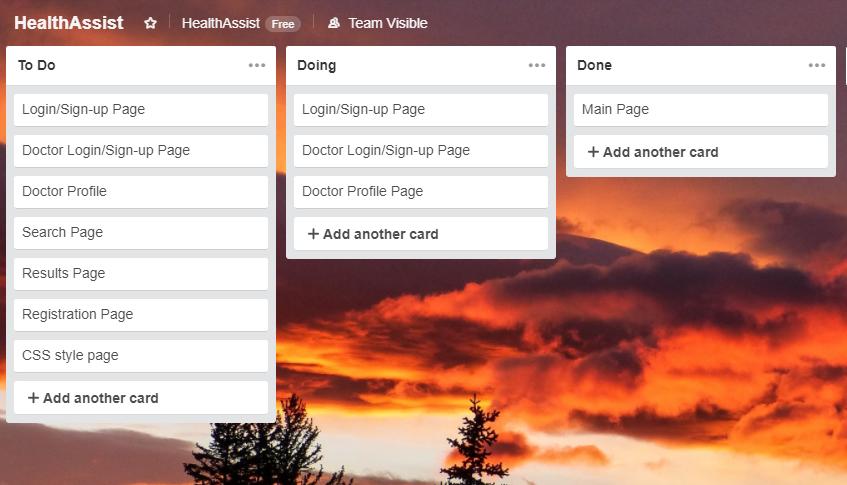 HealthAssist HealthAssist Free Team Visible
To Do
Login/Sign-up Page
Doctor Login/Sign-up Page
Doctor Profile
Search Page
Results Page
Registration Page
CSS style page
+ Add another card
Doing
Login/Sign-up Page
Doctor Login/Sign-up Page
Doctor Profile Page
+ Add another card
Done
Main Page
+ Add another card